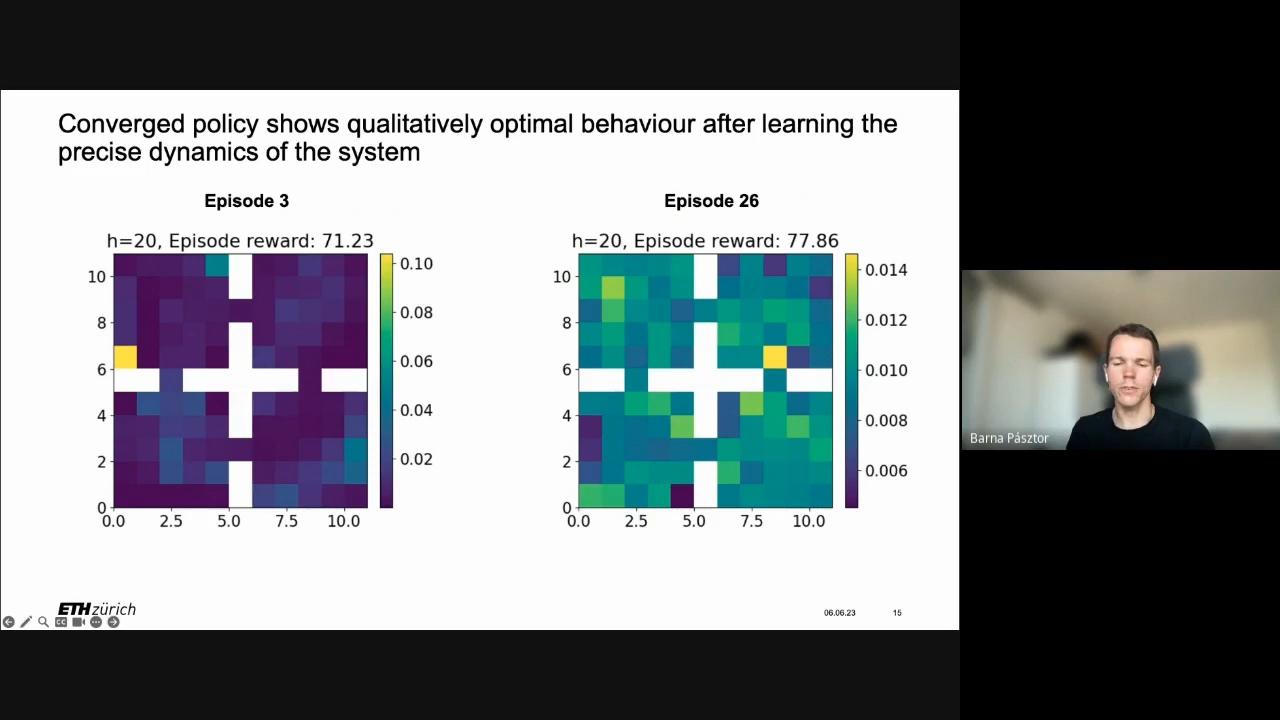 Converged policy shows qualitatively optimal behaviour after learning the
precise dynamics of the system
Episode 3
Episode 26
h=20, Episode reward: 71.23
h=20, Episode reward: 77.86
10
8
6
4
2
0
0.0 2.5 5.0 7.5 10.0
0.10
0.08
0.06
0.04
0.02
10
8
6
4
2
0
0.0 2.5 5.0 7.5 10.0
0.014
0.012
0.010
0.008
0.006
Barna Pásztor
ETH zürich
06.06.23
15
CC